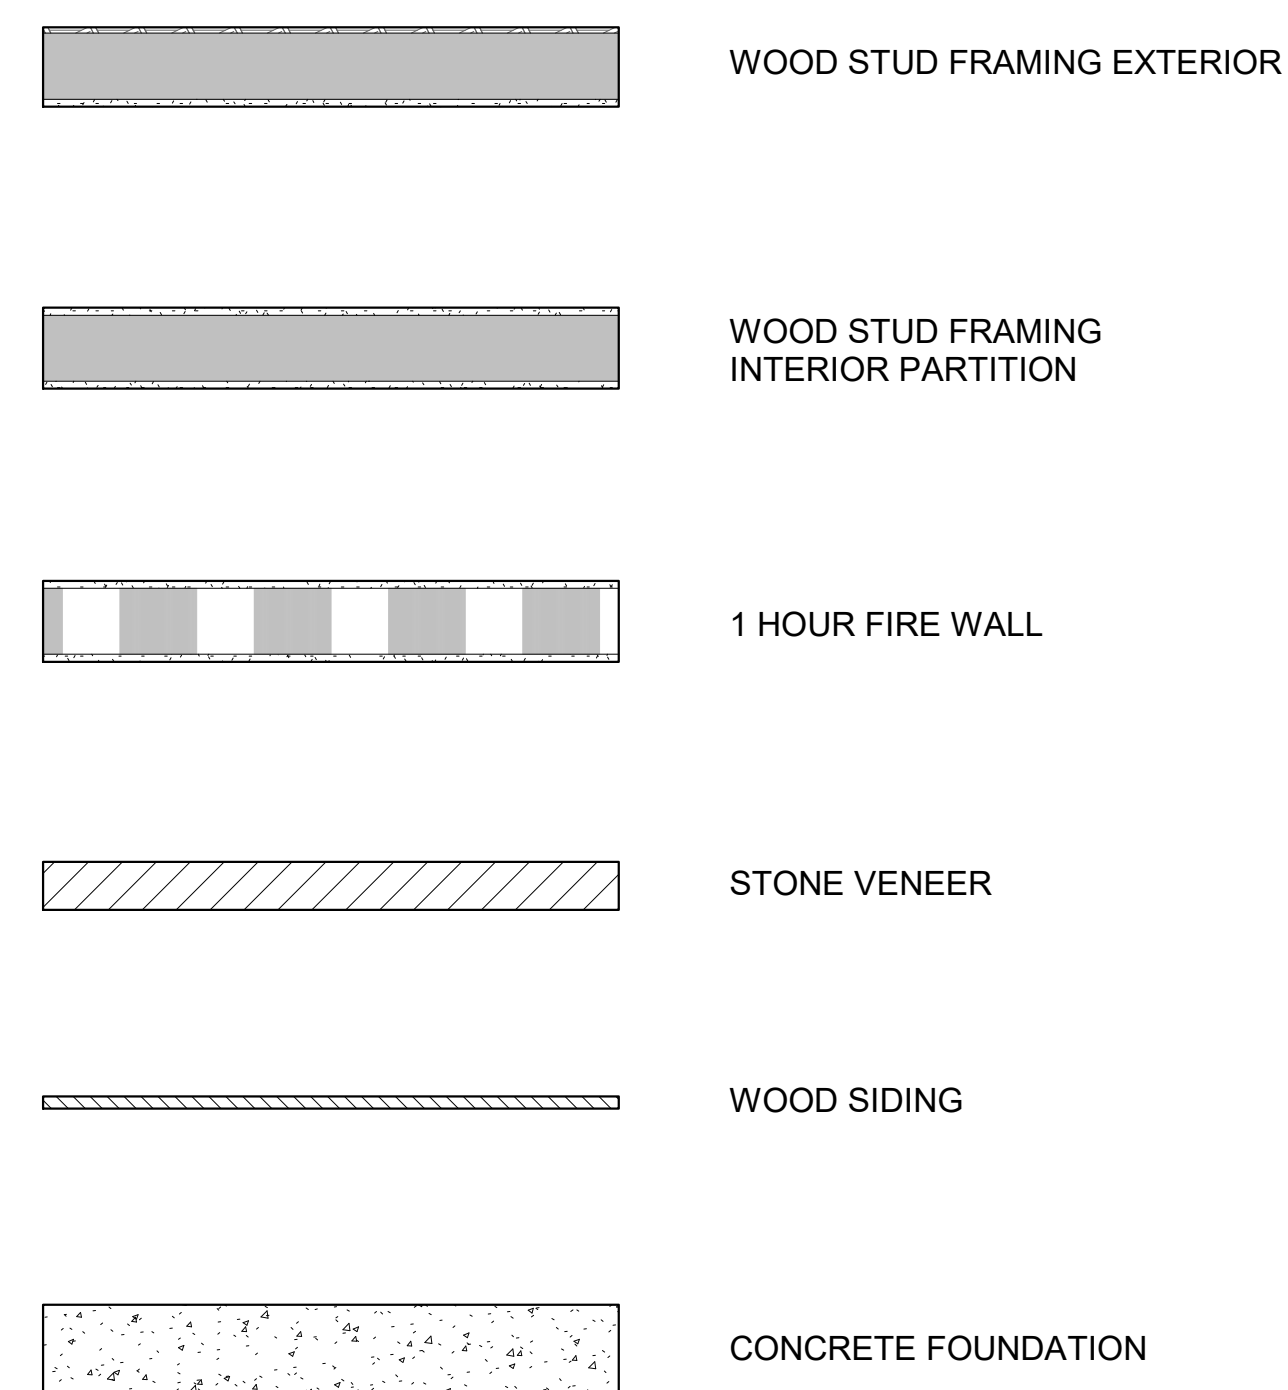 WOOD STUD FRAMING EXTERIOR
WOOD STUD FRAMING
INTERIOR PARTITION
1 HOUR FIRE WALL
STONE VENEER
WOOD SIDING
CONCRETE FOUNDATION